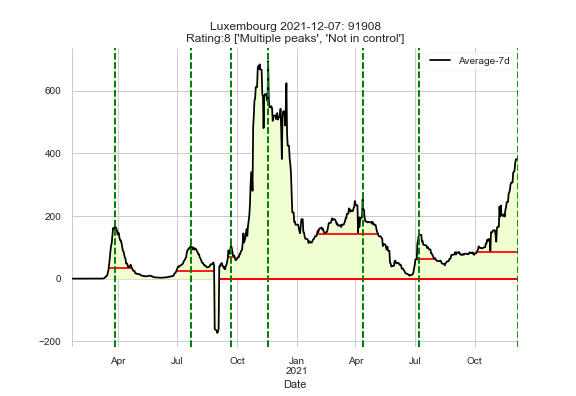 Luxembourg 2021-12-07: 91908
Rating:8 ['Multiple peaks', 'Not in control']
Average-7d
600
400
200
0
−200
Apr Jul Oct Jan Apr Jul Oct
2021
Date